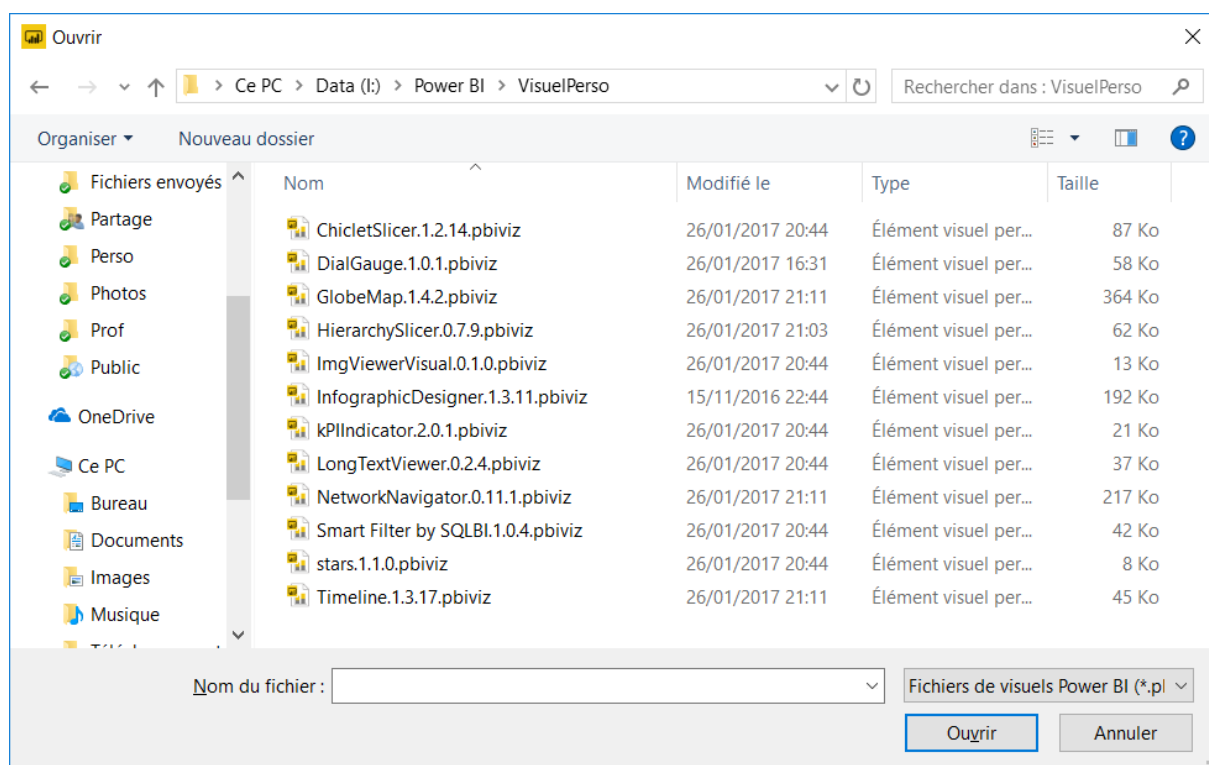 Ouvrir
Ce PC > Data (I:) > Power BI > VisuelPerso
Rechercher dans : VisuelPerso
Organiser
Nouveau dossier
Fichiers envoyés
Partage
Perso
Photos
Prof
Public
OneDrive
Ce PC
Bureau
Documents
Images
Musique
Nom Modifié le Type Taille
ChicletSlicer.1.2.14.pbiviz 26/01/2017 20:44 Élément visuel per... 87 Ko
DialGauge.1.0.1.pbiviz 26/01/2017 16:31 Élément visuel per... 58 Ko
GlobeMap.1.4.2.pbiviz 26/01/2017 21:11 Élément visuel per... 364 Ko
HierarchySlicer.0.7.9.pbiviz 26/01/2017 21:03 Élément visuel per... 62 Ko
ImgViewerVisual.0.1.0.pbiviz 26/01/2017 20:44 Élément visuel per... 13 Ko
InfographicDesigner.1.3.11.pbiviz 15/11/2016 22:44 Élément visuel per... 192 Ko
kPIIndicator.2.0.1.pbiviz 26/01/2017 20:44 Élément visuel per... 21 Ko
LongTextViewer.0.2.4.pbiviz 26/01/2017 20:44 Élément visuel per... 37 Ko
NetworkNavigator.0.11.1.pbiviz 26/01/2017 21:11 Élément visuel per... 217 Ko
Smart Filter by SQLBI.1.0.4.pbiviz 26/01/2017 20:44 Élément visuel per... 42 Ko
stars.1.1.0.pbiviz 26/01/2017 20:44 Élément visuel per... 8 Ko
Timeline.1.3.17.pbiviz 26/01/2017 21:11 Élément visuel per... 45 Ko
Nom du fichier :
Fichiers de visuels Power BI (*.pl
Ouvrir
Annuler